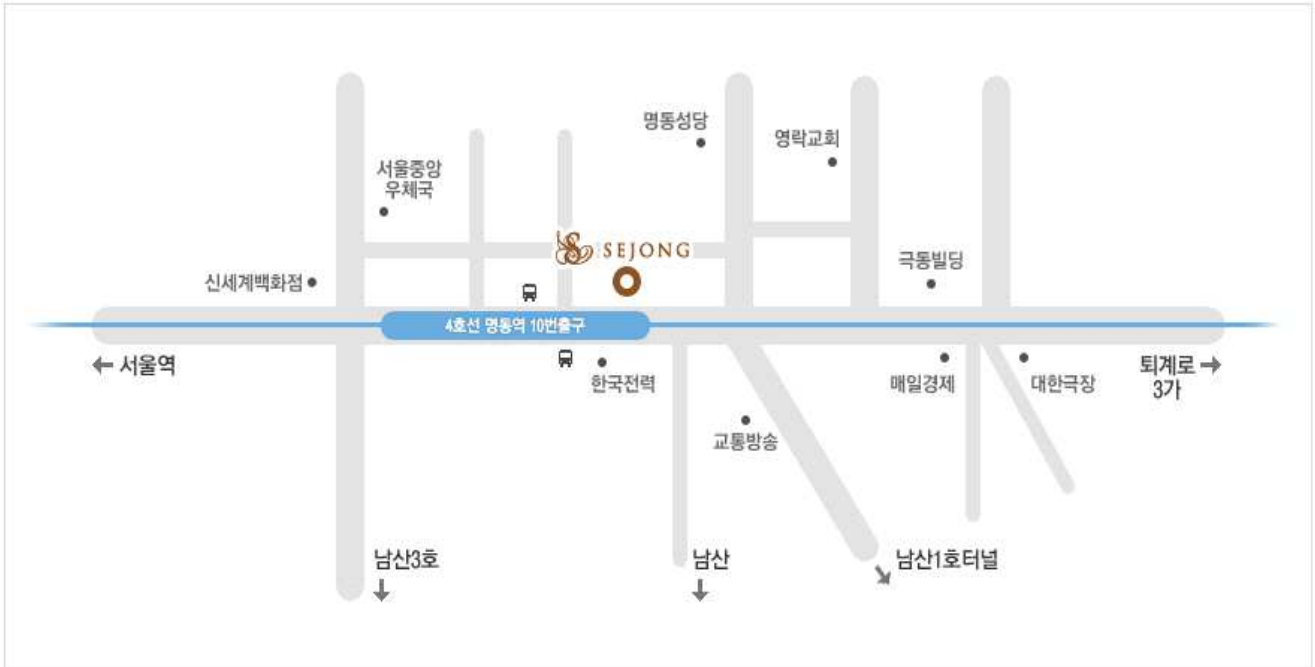 명동성당
영락교회
서울중앙
우체국
SEJONG
극동빌딩
신세계백화점
4호선 명동역 10번출구
← 서울역
한국전력
매일경제
대한극장
퇴계로 →
3가
교통방송
남산3호
↓
남산
↓
남산1호터널
↘